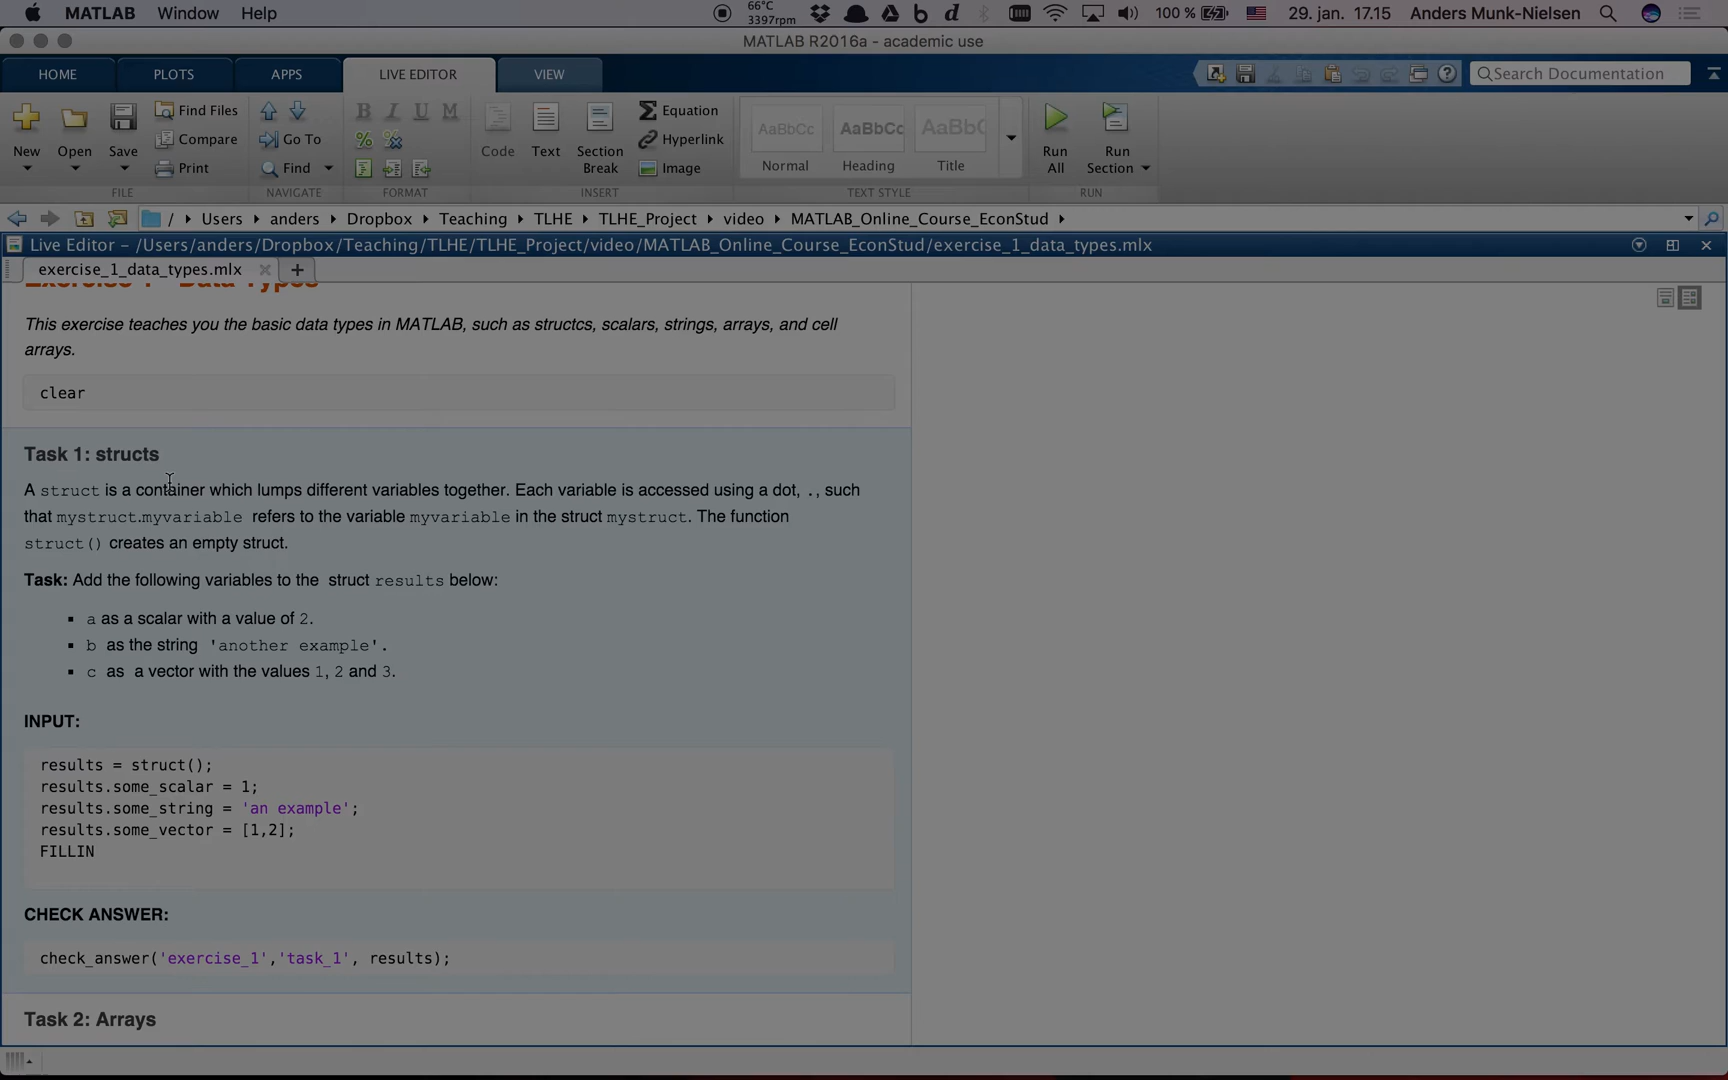 MATLAB Window Help 66°C 3397rpm 100 % 29. jan. 17.15 Anders Munk-Nielsen
MATLAB R2016a - academic use
HOME PLOTS APPS LIVE EDITOR VIEW Search Documentation
New Open Save Find Files Compare Print
FILE
Go To Find
NAVIGATE
B I U M
FORMAT
Code Text Section Break Equation Hyperlink Image
INSERT
AaBbCc Normal AaBbCc Heading AaBbC Title
TEXT STYLE
Run All Run Section
RUN
/ Users anders Dropbox Teaching TLHE TLHE_Project video MATLAB_Online_Course_EconStud
Live Editor - /Users/anders/Dropbox/Teaching/TLHE/TLHE_Project/video/MATLAB_Online_Course_EconStud/exercise_1_data_types.mlx
exercise_1_data_types.mlx
Exercise 1 - Data Types
This exercise teaches you the basic data types in MATLAB, such as structcs, scalars, strings, arrays, and cell
arrays.
clear
Task 1: structs
A struct is a container which lumps different variables together. Each variable is accessed using a dot, ., such
that mystruct.myvariable refers to the variable myvariable in the struct mystruct. The function
struct() creates an empty struct.
Task: Add the following variables to the struct results below:
a as a scalar with a value of 2.
b as the string 'another example'.
c as a vector with the values 1, 2 and 3.
INPUT:
results = struct();
results.some_scalar = 1;
results.some_string = 'an example';
results.some_vector = [1,2];
FILLIN
CHECK ANSWER:
check_answer('exercise_1','task_1', results);
Task 2: Arrays